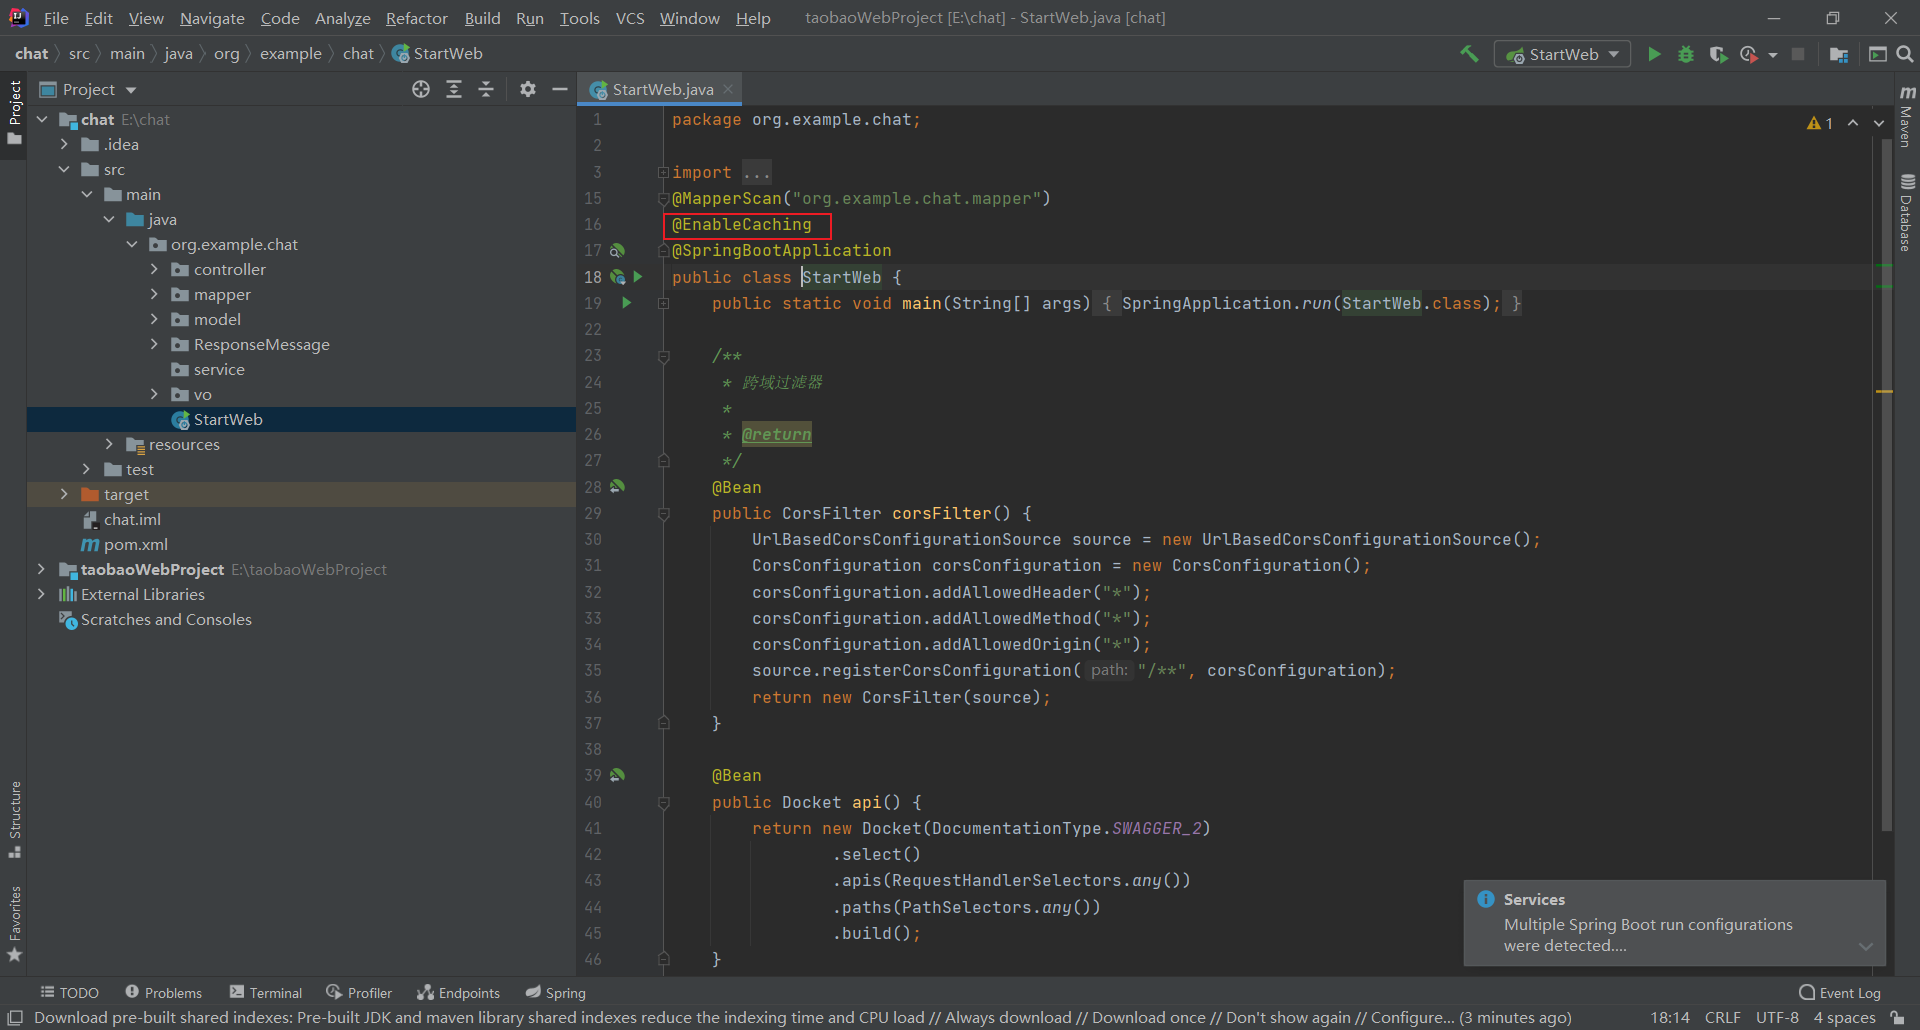 File Edit View Navigate Code Analyze Refactor Build Run Tools VCS Window Help taobaoWebProject [E:\chat] - StartWeb.java [chat]
chat src main java org example chat StartWeb
StartWeb
Project
StartWeb.java
chat E:\chat
.idea
src
main
java
org.example.chat
controller
mapper
model
ResponseMessage
service
vo
StartWeb
resources
test
target
chat.iml
pom.xml
taobaoWebProject E:\taobaoWebProject
External Libraries
Scratches and Consoles
Project
Structure
Favorites
1 package org.example.chat;
2
3 import ...
15 @MapperScan("org.example.chat.mapper")
16 @EnableCaching
17 @SpringBootApplication
18 public class StartWeb {
19 public static void main(String[] args) { SpringApplication.run(StartWeb.class); }
22
23 /**
24 * 跨域过滤器
25 *
26 * @return
27 */
28 @Bean
29 public CorsFilter corsFilter() {
30 UrlBasedCorsConfigurationSource source = new UrlBasedCorsConfigurationSource();
31 CorsConfiguration corsConfiguration = new CorsConfiguration();
32 corsConfiguration.addAllowedHeader("*");
33 corsConfiguration.addAllowedMethod("*");
34 corsConfiguration.addAllowedOrigin("*");
35 source.registerCorsConfiguration( path: "/**", corsConfiguration);
36 return new CorsFilter(source);
37 }
38
39 @Bean
40 public Docket api() {
41 return new Docket(DocumentationType.SWAGGER_2)
42 .select()
43 .apis(RequestHandlerSelectors.any())
44 .paths(PathSelectors.any())
45 .build();
46 }
1
Maven
Database
Services
Multiple Spring Boot run configurations
were detected....
TODO Problems Terminal Profiler Endpoints Spring Event Log
Download pre-built shared indexes: Pre-built JDK and maven library shared indexes reduce the indexing time and CPU load // Always download // Download once // Don't show again // Configure... (3 minutes ago) 18:14 CRLF UTF-8 4 spaces